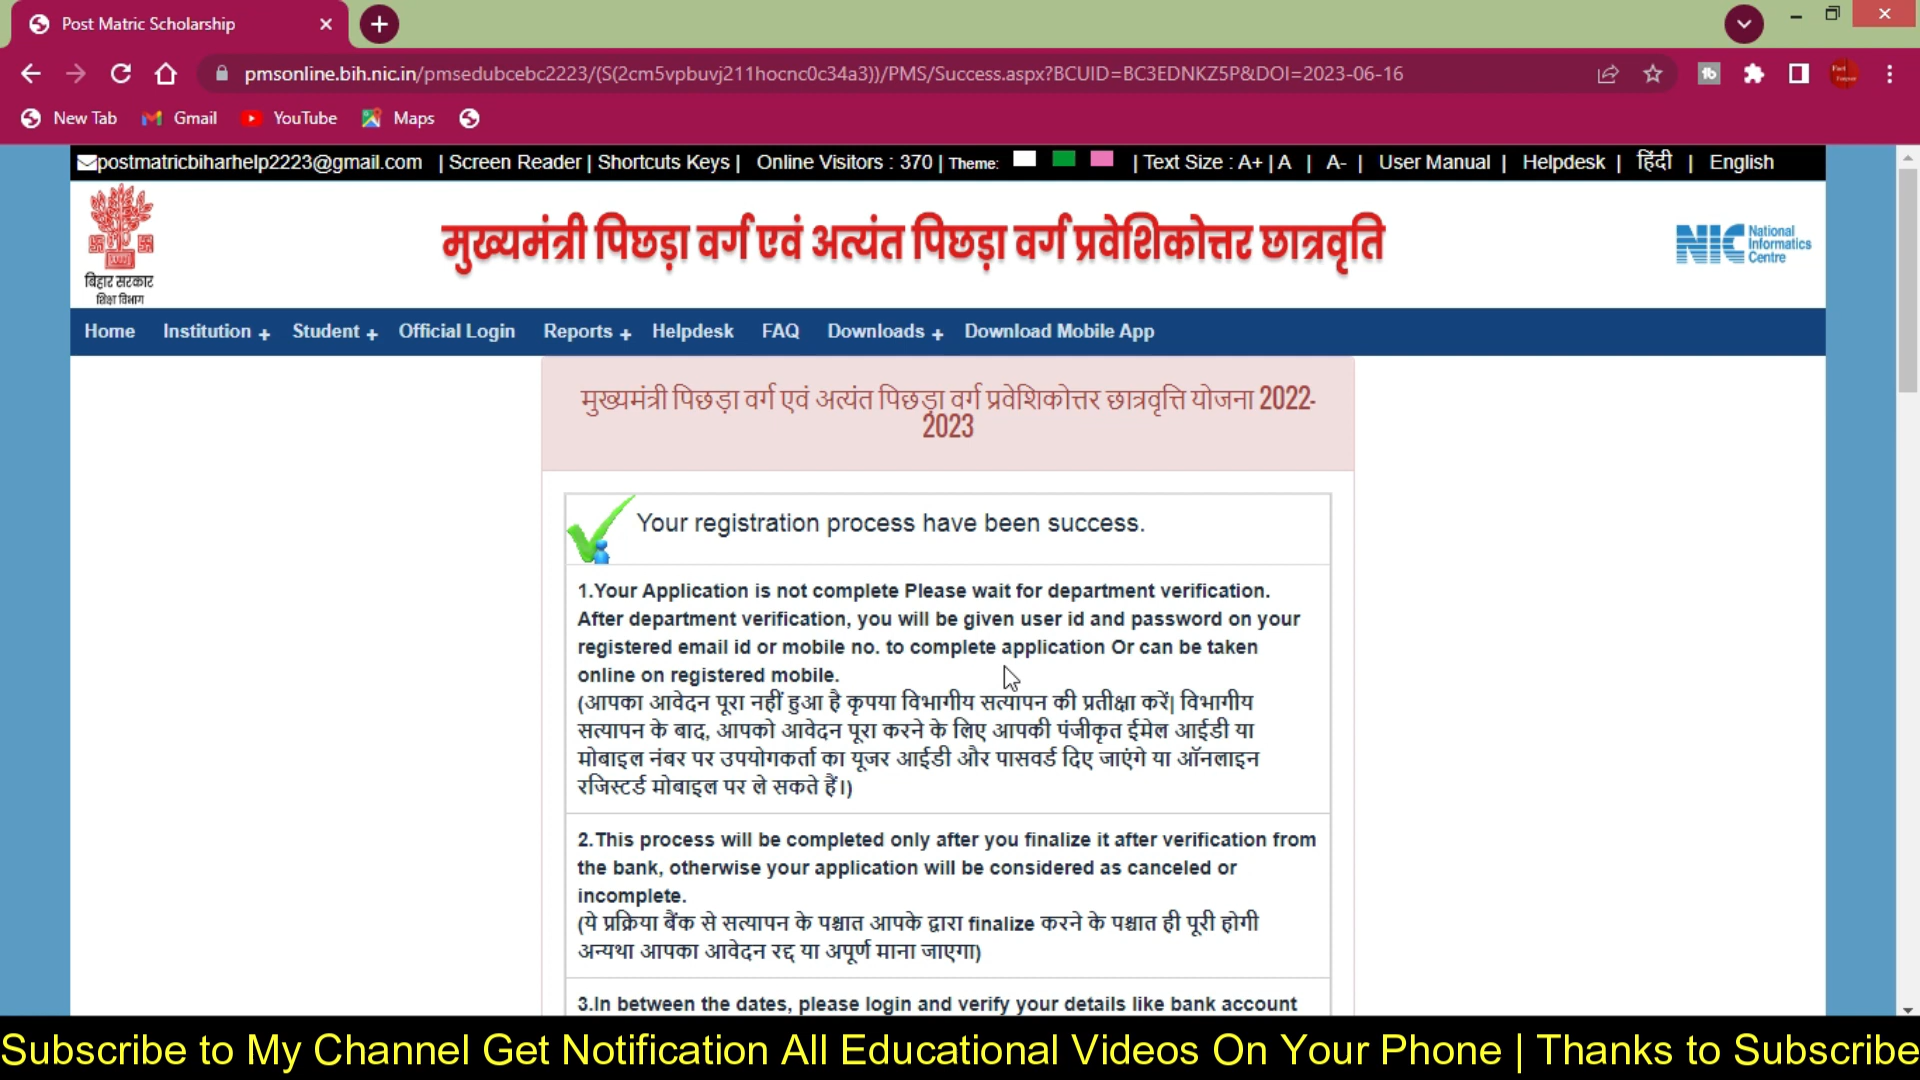 Post Matric Scholarship
pmsonline.bih.nic.in/pmsedubcebc2223/(S(2cm5vpbuvj211hocnc0c34a3))/PMS/Success.aspx?BCUID=BC3EDNKZ5P&DOI=2023-06-16
New Tab Gmail YouTube Maps
postmatricbiharhelp2223@gmail.com | Screen Reader | Shortcuts Keys | Online Visitors : 370 | Theme: | Text Size : A+ | A | A- | User Manual | Helpdesk | हिंदी | English
मुख्यमंत्री पिछड़ा वर्ग एवं अत्यंत पिछड़ा वर्ग प्रवेशिकोत्तर छात्रवृति
NIC National Informatics Centre
बिहार सरकार
शिक्षा विभाग
Home Institution + Student + Official Login Reports + Helpdesk FAQ Downloads + Download Mobile App
मुख्यमंत्री पिछड़ा वर्ग एवं अत्यंत पिछड़ा वर्ग प्रवेशिकोत्तर छात्रवृत्ति योजना 2022-
2023
Your registration process have been success.
1.Your Application is not complete Please wait for department verification.
After department verification, you will be given user id and password on your
registered email id or mobile no. to complete application Or can be taken
online on registered mobile.
(आपका आवेदन पूरा नहीं हुआ है कृपया विभागीय सत्यापन की प्रतीक्षा करें| विभागीय
सत्यापन के बाद, आपको आवेदन पूरा करने के लिए आपकी पंजीकृत ईमेल आईडी या
मोबाइल नंबर पर उपयोगकर्ता का यूजर आईडी और पासवर्ड दिए जाएंगे या ऑनलाइन
रजिस्टर्ड मोबाइल पर ले सकते हैं।)
2.This process will be completed only after you finalize it after verification from
the bank, otherwise your application will be considered as canceled or
incomplete.
(ये प्रक्रिया बैंक से सत्यापन के पश्चात आपके द्वारा finalize करने के पश्चात ही पूरी होगी
अन्यथा आपका आवेदन रद्द या अपूर्ण माना जाएगा)
3.In between the dates, please login and verify your details like bank account
Subscribe to My Channel Get Notification All Educational Videos On Your Phone | Thanks to Subscribe